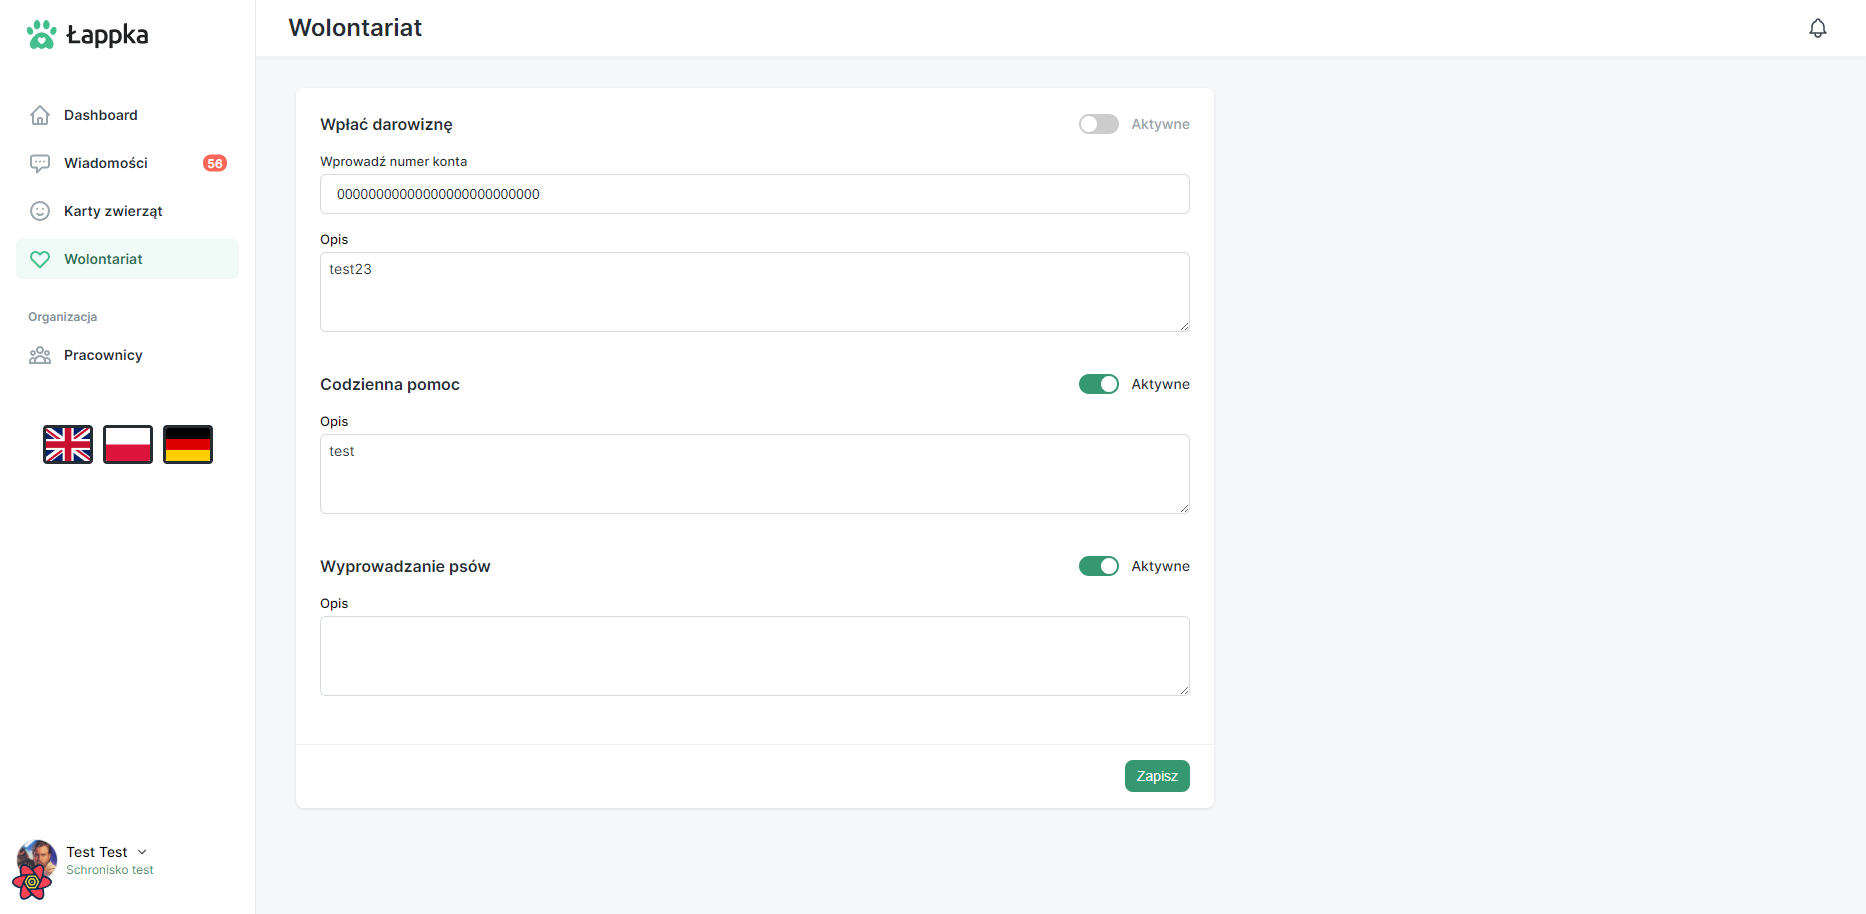 Łappka
Dashboard
Wiadomości 56
Karty zwierząt
Wolontariat
Organizacja
Pracownicy
Test Test
Schronisko test
Wolontariat
Wpłać darowiznę Aktywne
Wprowadź numer konta
00000000000000000000000000
Opis
test23
Codzienna pomoc Aktywne
Opis
test
Wyprowadzanie psów Aktywne
Opis
Zapisz